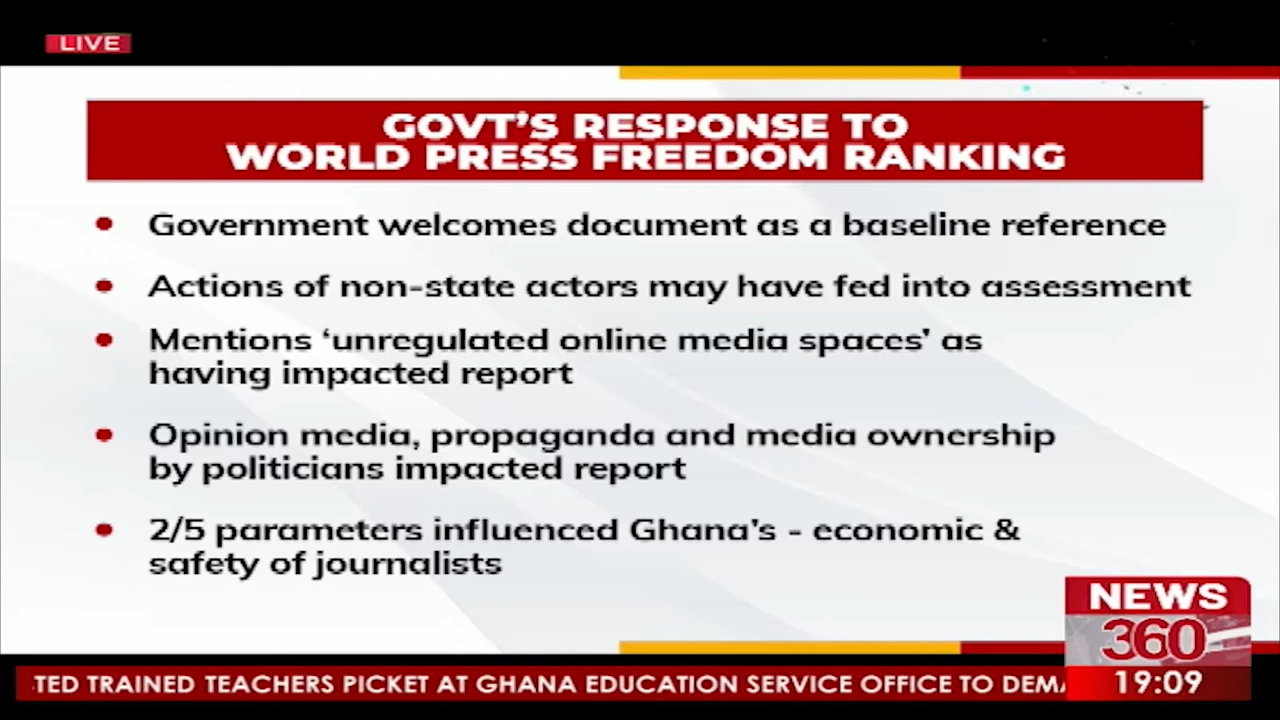 LIVE
GOVT'S RESPONSE TO
WORLD PRESS FREEDOM RANKING
• Government welcomes document as a baseline reference
• Actions of non-state actors may have fed into assessment
• Mentions ‘unregulated online media spaces’ as
having impacted report
• Opinion media, propaganda and media ownership
by politicians impacted report
• 2/5 parameters influenced Ghana's - economic &
safety of journalists
NEWS
360
TED TRAINED TEACHERS PICKET AT GHANA EDUCATION SERVICE OFFICE TO DEM
19:09